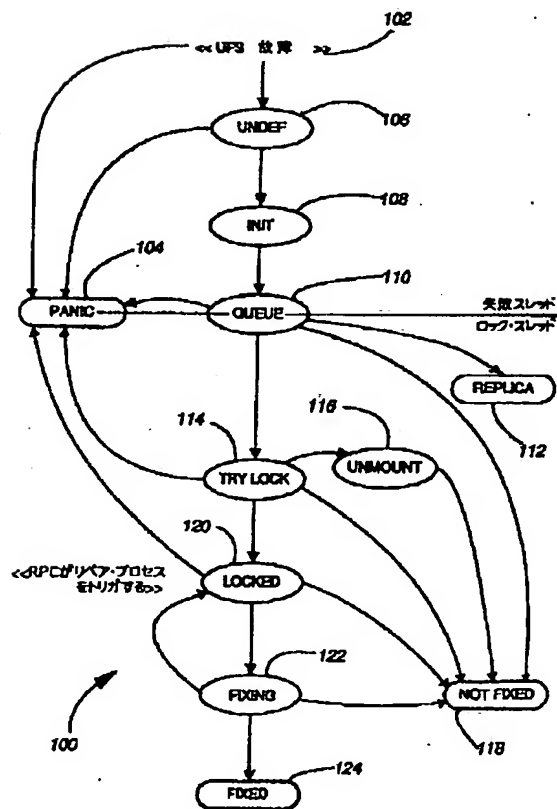 102
<< UFS 故障 >>
UNDEF
106
INIT
108
104
PANIC
110
QUEUE
失敗スレッド
ロック・スレッド
REPLICA
112
114
116
TRY LOCK
UNMOUNT
120
<<RPCがリペア・プロセス
をトリガする>>
LOCKED
122
FIXING
NOT FIXED
118
100
124
FIXED